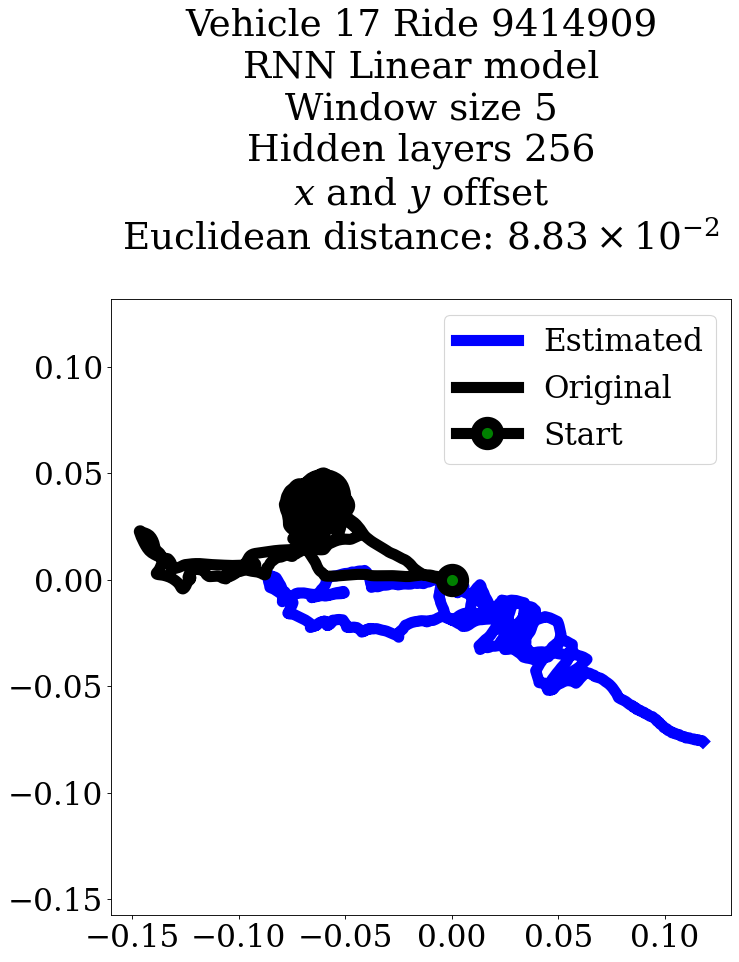 Vehicle 17 Ride 9414909
RNN Linear model
Window size 5
Hidden layers 256
x and y offset
Euclidean distance: 8.83 × 10⁻²
Estimated
Original
Start
0.10
0.05
0.00
−0.05
−0.10
−0.15
−0.15 −0.10 −0.05 0.00 0.05 0.10